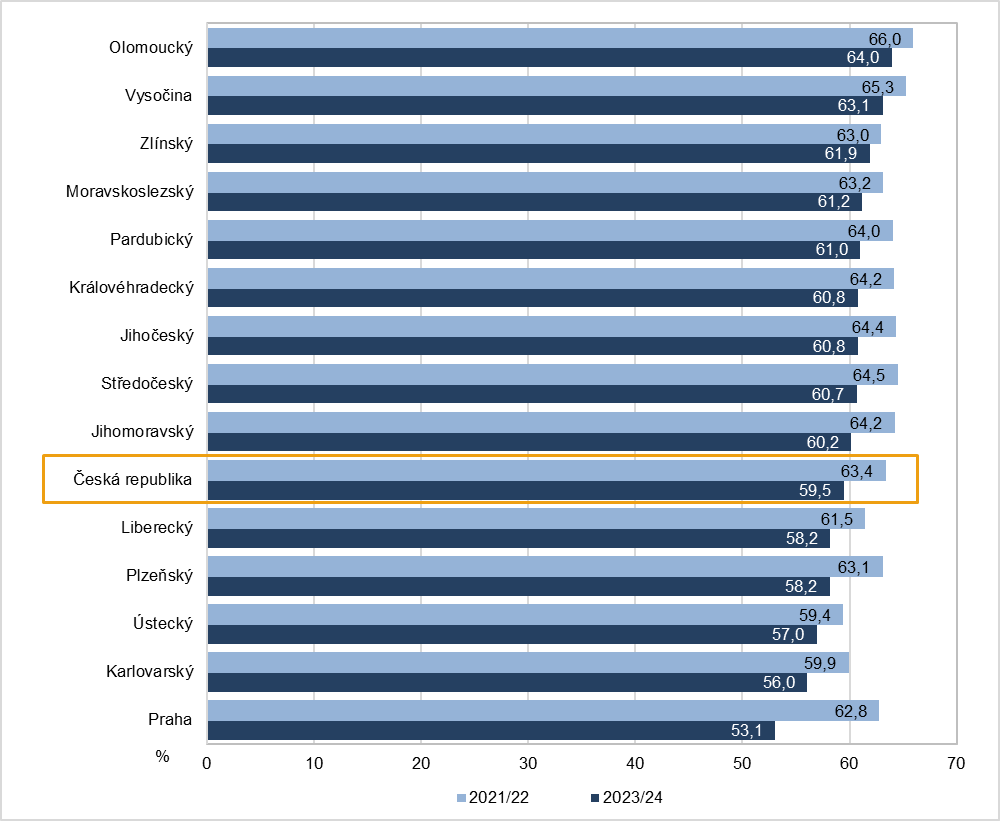 Olomoucký 66,0
64,0
Vysočina 65,3
63,1
Zlínský 63,0
61,9
Moravskoslezský 63,2
61,2
Pardubický 64,0
61,0
Královéhradecký 64,2
60,8
Jihočeský 64,4
60,8
Středočeský 64,5
60,7
Jihomoravský 64,2
60,2
Česká republika 63,4
59,5
Liberecký 61,5
58,2
Plzeňský 63,1
58,2
Ústecký 59,4
57,0
Karlovarský 59,9
56,0
Praha 62,8
53,1
% 0 10 20 30 40 50 60 70
2021/22 2023/24